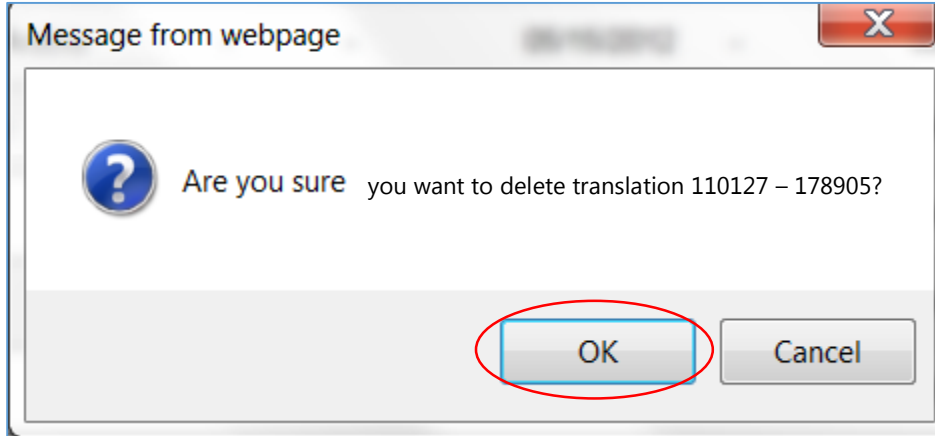 Message from webpage
Are you sure you want to delete translation 110127 – 178905?
OK
Cancel